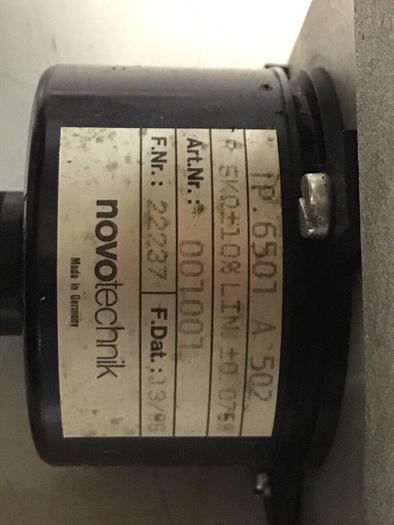 IP.6501 A 502
R 5KΩ±10% LIN.±0.075%
Art.Nr.: 001001
F.Nr.: 22237 F.Dat.: 13/96
novotechnik
Made in Germany